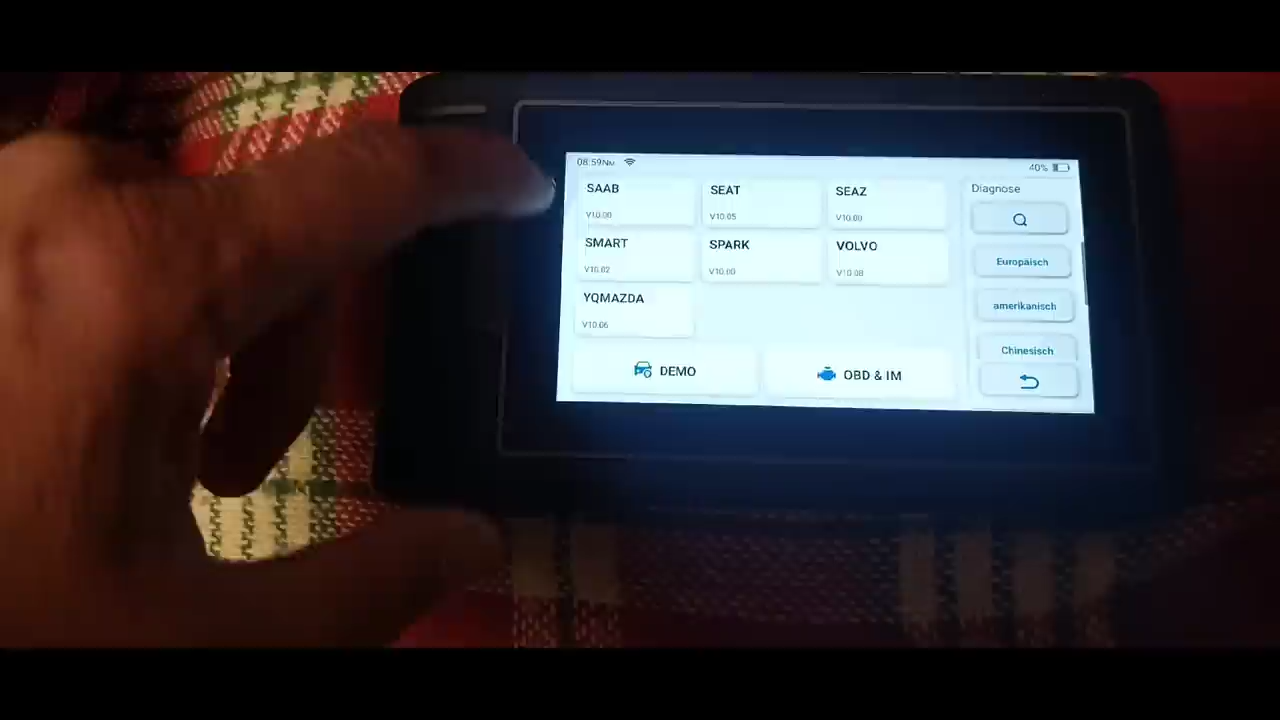 08:59Nм 40%
SAAB SEAT SEAZ Diagnose
V10.00 V10.05 V10.00
SMART SPARK VOLVO Europäisch
V10.02 V10.00 V10.08
YQMAZDA amerikanisch
V10.06
DEMO OBD & IM Chinesisch